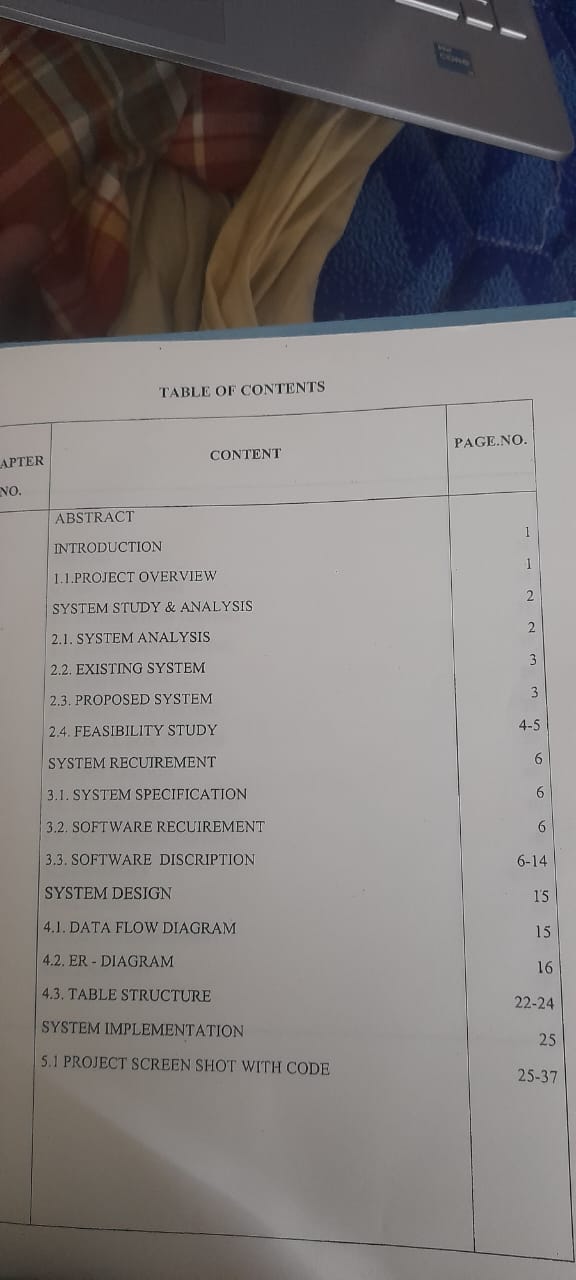 CORE
TABLE OF CONTENTS
APTER NO. CONTENT PAGE.NO.
ABSTRACT
INTRODUCTION 1
1.1.PROJECT OVERVIEW 1
SYSTEM STUDY & ANALYSIS 2
2.1. SYSTEM ANALYSIS 2
2.2. EXISTING SYSTEM 3
2.3. PROPOSED SYSTEM 3
2.4. FEASIBILITY STUDY 4-5
SYSTEM RECUIREMENT 6
3.1. SYSTEM SPECIFICATION 6
3.2. SOFTWARE RECUIREMENT 6
3.3. SOFTWARE DISCRIPTION 6-14
SYSTEM DESIGN 15
4.1. DATA FLOW DIAGRAM 15
4.2. ER - DIAGRAM 16
4.3. TABLE STRUCTURE 22-24
SYSTEM IMPLEMENTATION 25
5.1 PROJECT SCREEN SHOT WITH CODE 25-37